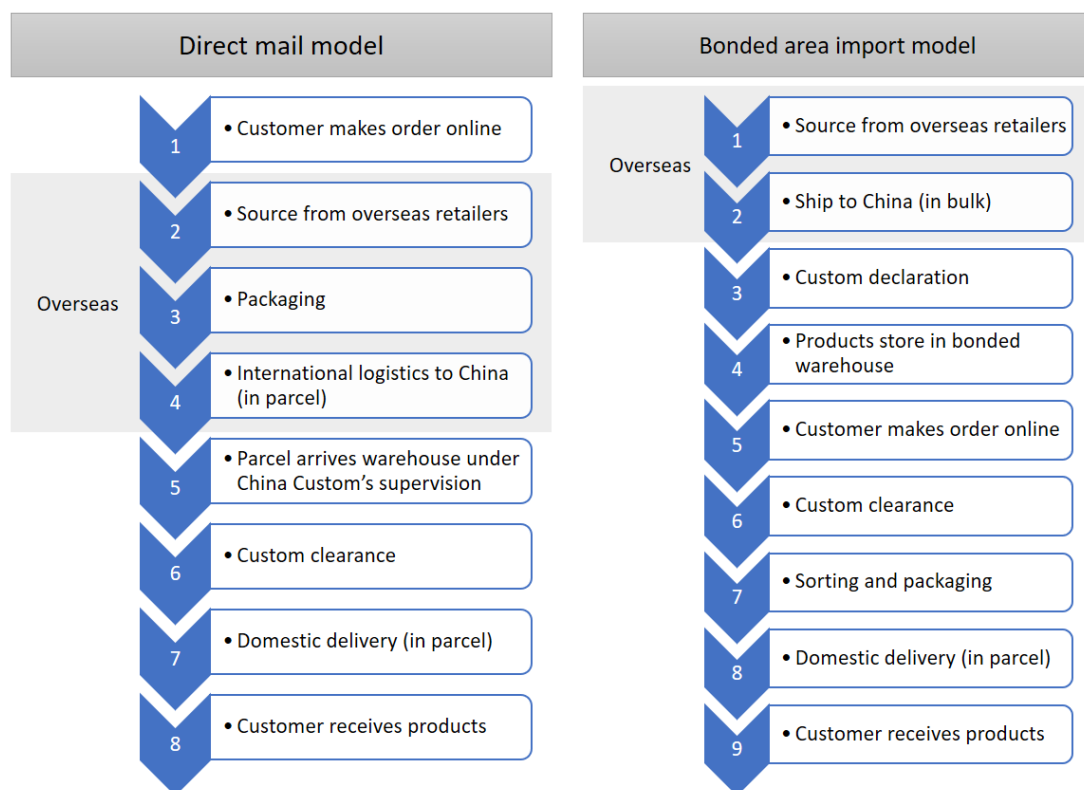 Direct mail model
1
• Customer makes order online
Overseas
2
• Source from overseas retailers
3
• Packaging
4
• International logistics to China
(in parcel)
5
• Parcel arrives warehouse under
China Custom’s supervision
6
• Custom clearance
7
• Domestic delivery (in parcel)
8
• Customer receives products
Bonded area import model
Overseas
1
• Source from overseas retailers
2
• Ship to China (in bulk)
3
• Custom declaration
4
• Products store in bonded
warehouse
5
• Customer makes order online
6
• Custom clearance
7
• Sorting and packaging
8
• Domestic delivery (in parcel)
9
• Customer receives products